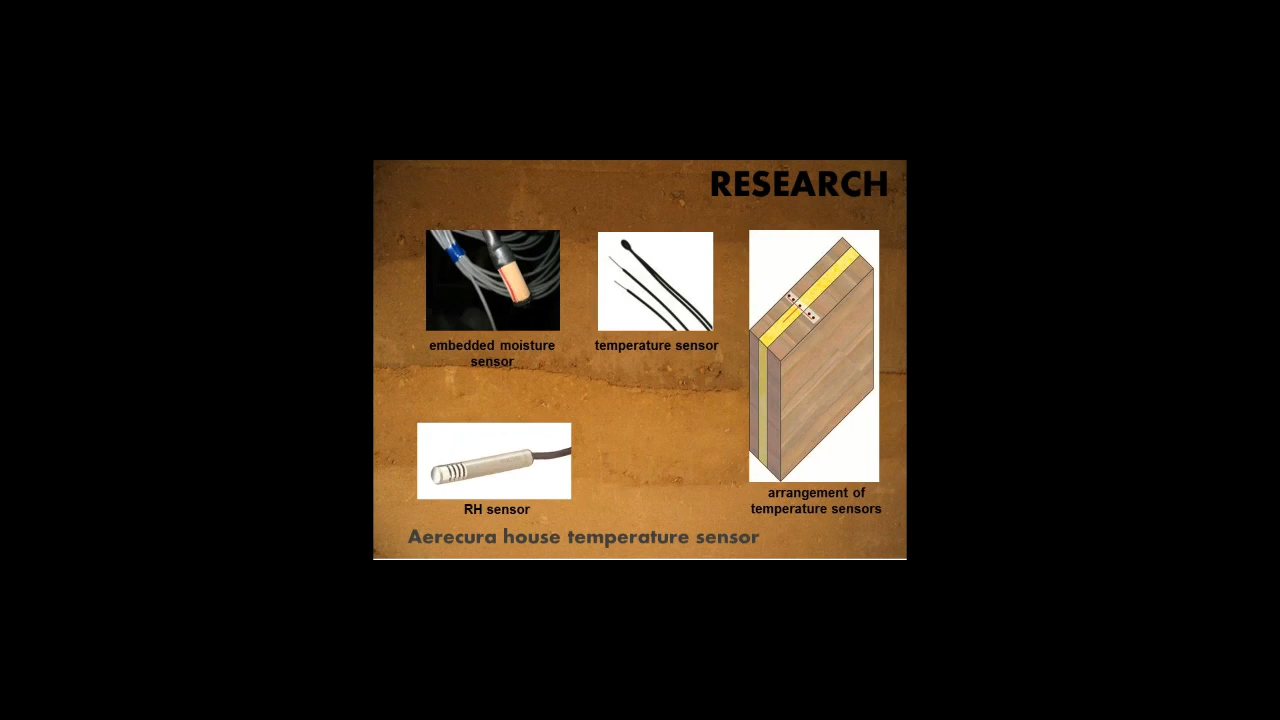 RESEARCH
embedded moisture
sensor
temperature sensor
RH sensor
arrangement of
temperature sensors
Aerecura house temperature sensor